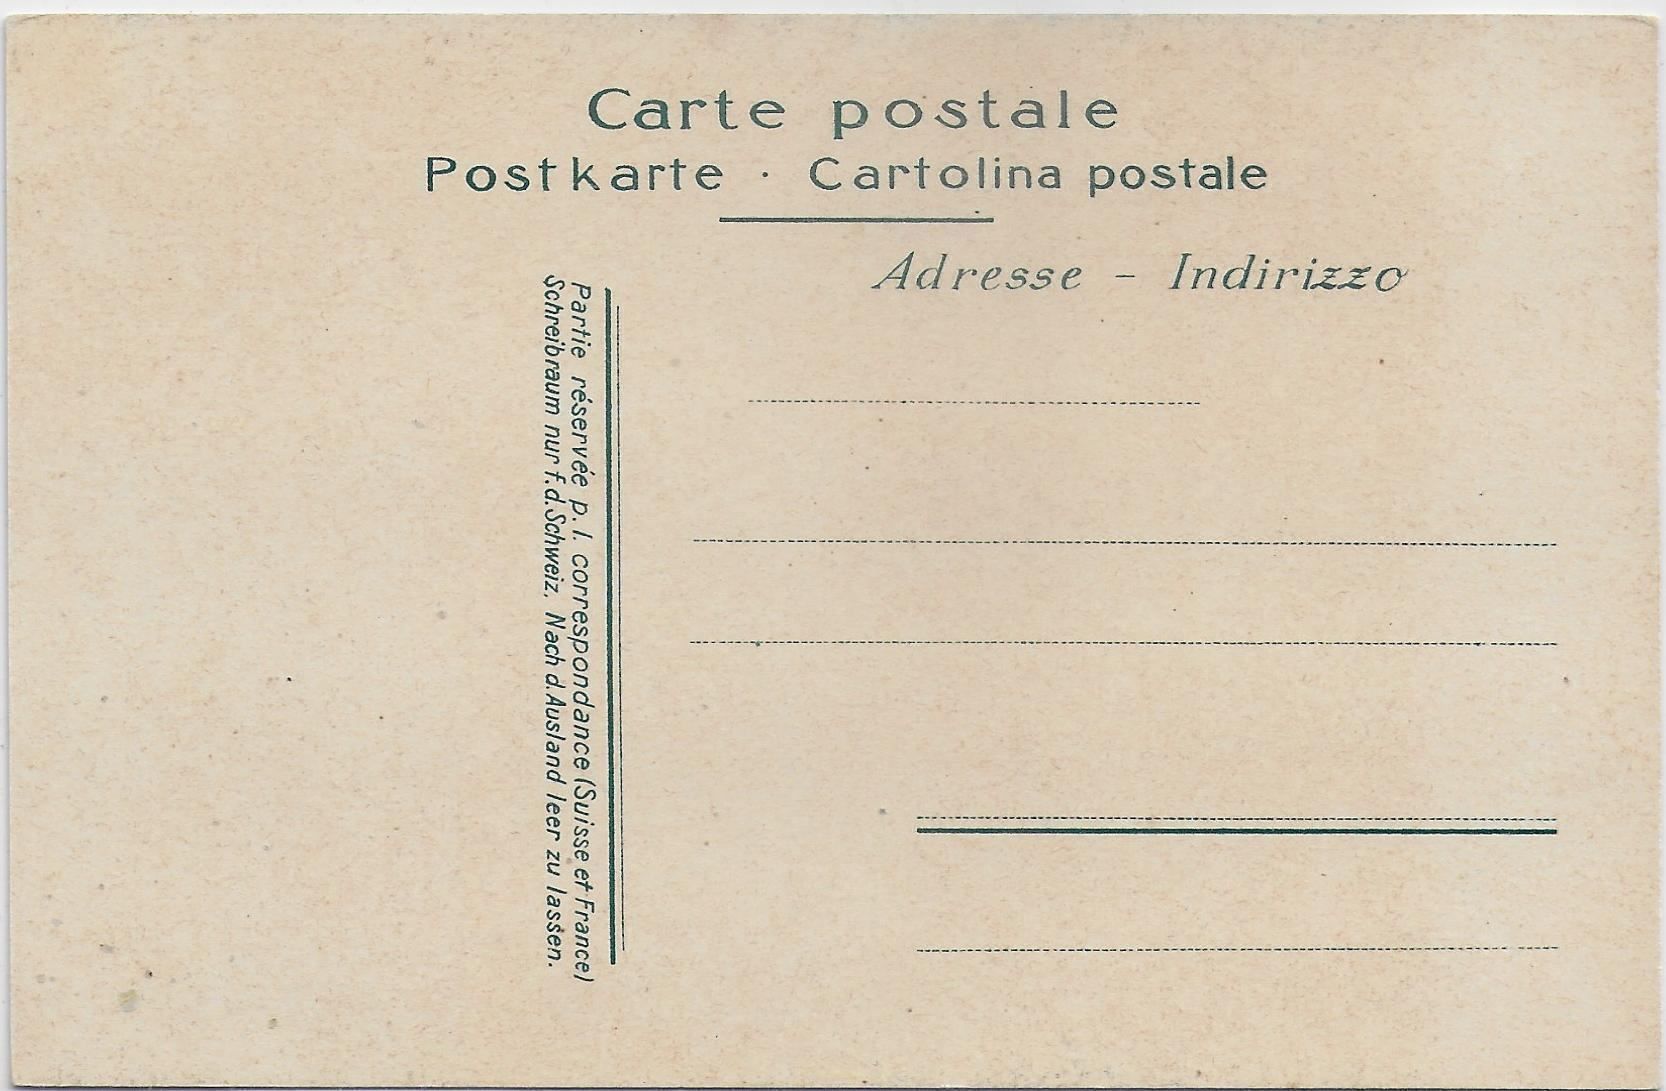 Carte postale
Postkarte · Cartolina postale
Adresse - Indirizzo
Partie réservée p. l. correspondance (Suisse et France)
Schreibraum nur f. d. Schweiz. Nach d. Ausland leer zu lassen.